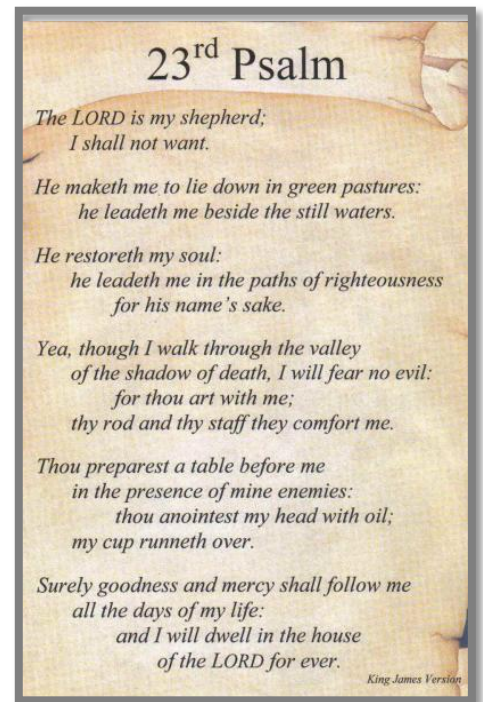 23rd Psalm
The LORD is my shepherd;
I shall not want.
He maketh me to lie down in green pastures:
he leadeth me beside the still waters.
He restoreth my soul:
he leadeth me in the paths of righteousness
for his name's sake.
Yea, though I walk through the valley
of the shadow of death, I will fear no evil:
for thou art with me;
thy rod and thy staff they comfort me.
Thou preparest a table before me
in the presence of mine enemies:
thou anointest my head with oil;
my cup runneth over.
Surely goodness and mercy shall follow me
all the days of my life:
and I will dwell in the house
of the LORD for ever.
King James Version